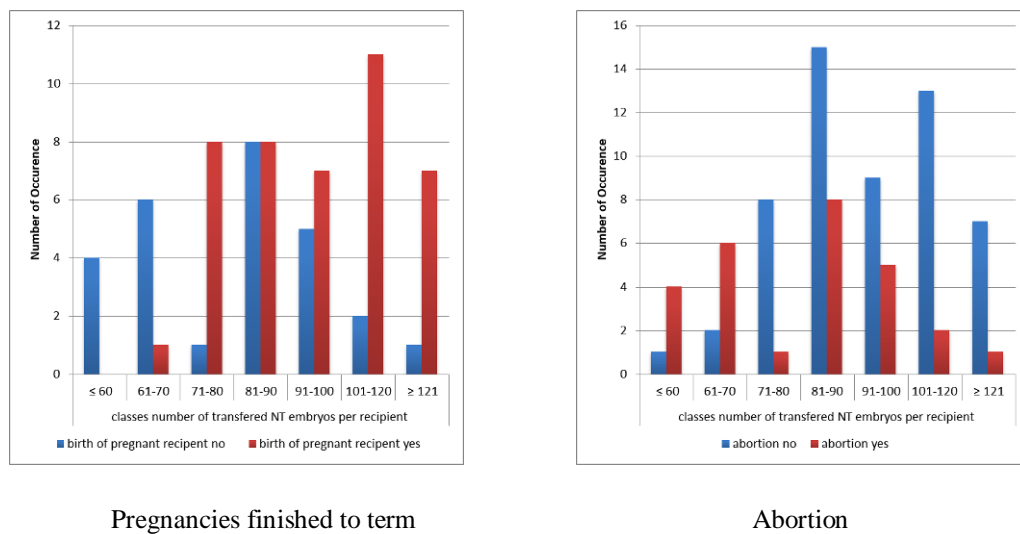 12
10
8
6
4
2
0
Number of Occurence
≤ 60 61-70 71-80 81-90 91-100 101-120 ≥ 121
classes number of transfered NT embryos per recipient
birth of pregnant recipent no birth of pregnant recipent yes
Pregnancies finished to term
16
14
12
10
8
6
4
2
0
Number of Occurence
≤ 60 61-70 71-80 81-90 91-100 101-120 ≥ 121
classes number of transfered NT embryos per recipient
abortion no abortion yes
Abortion